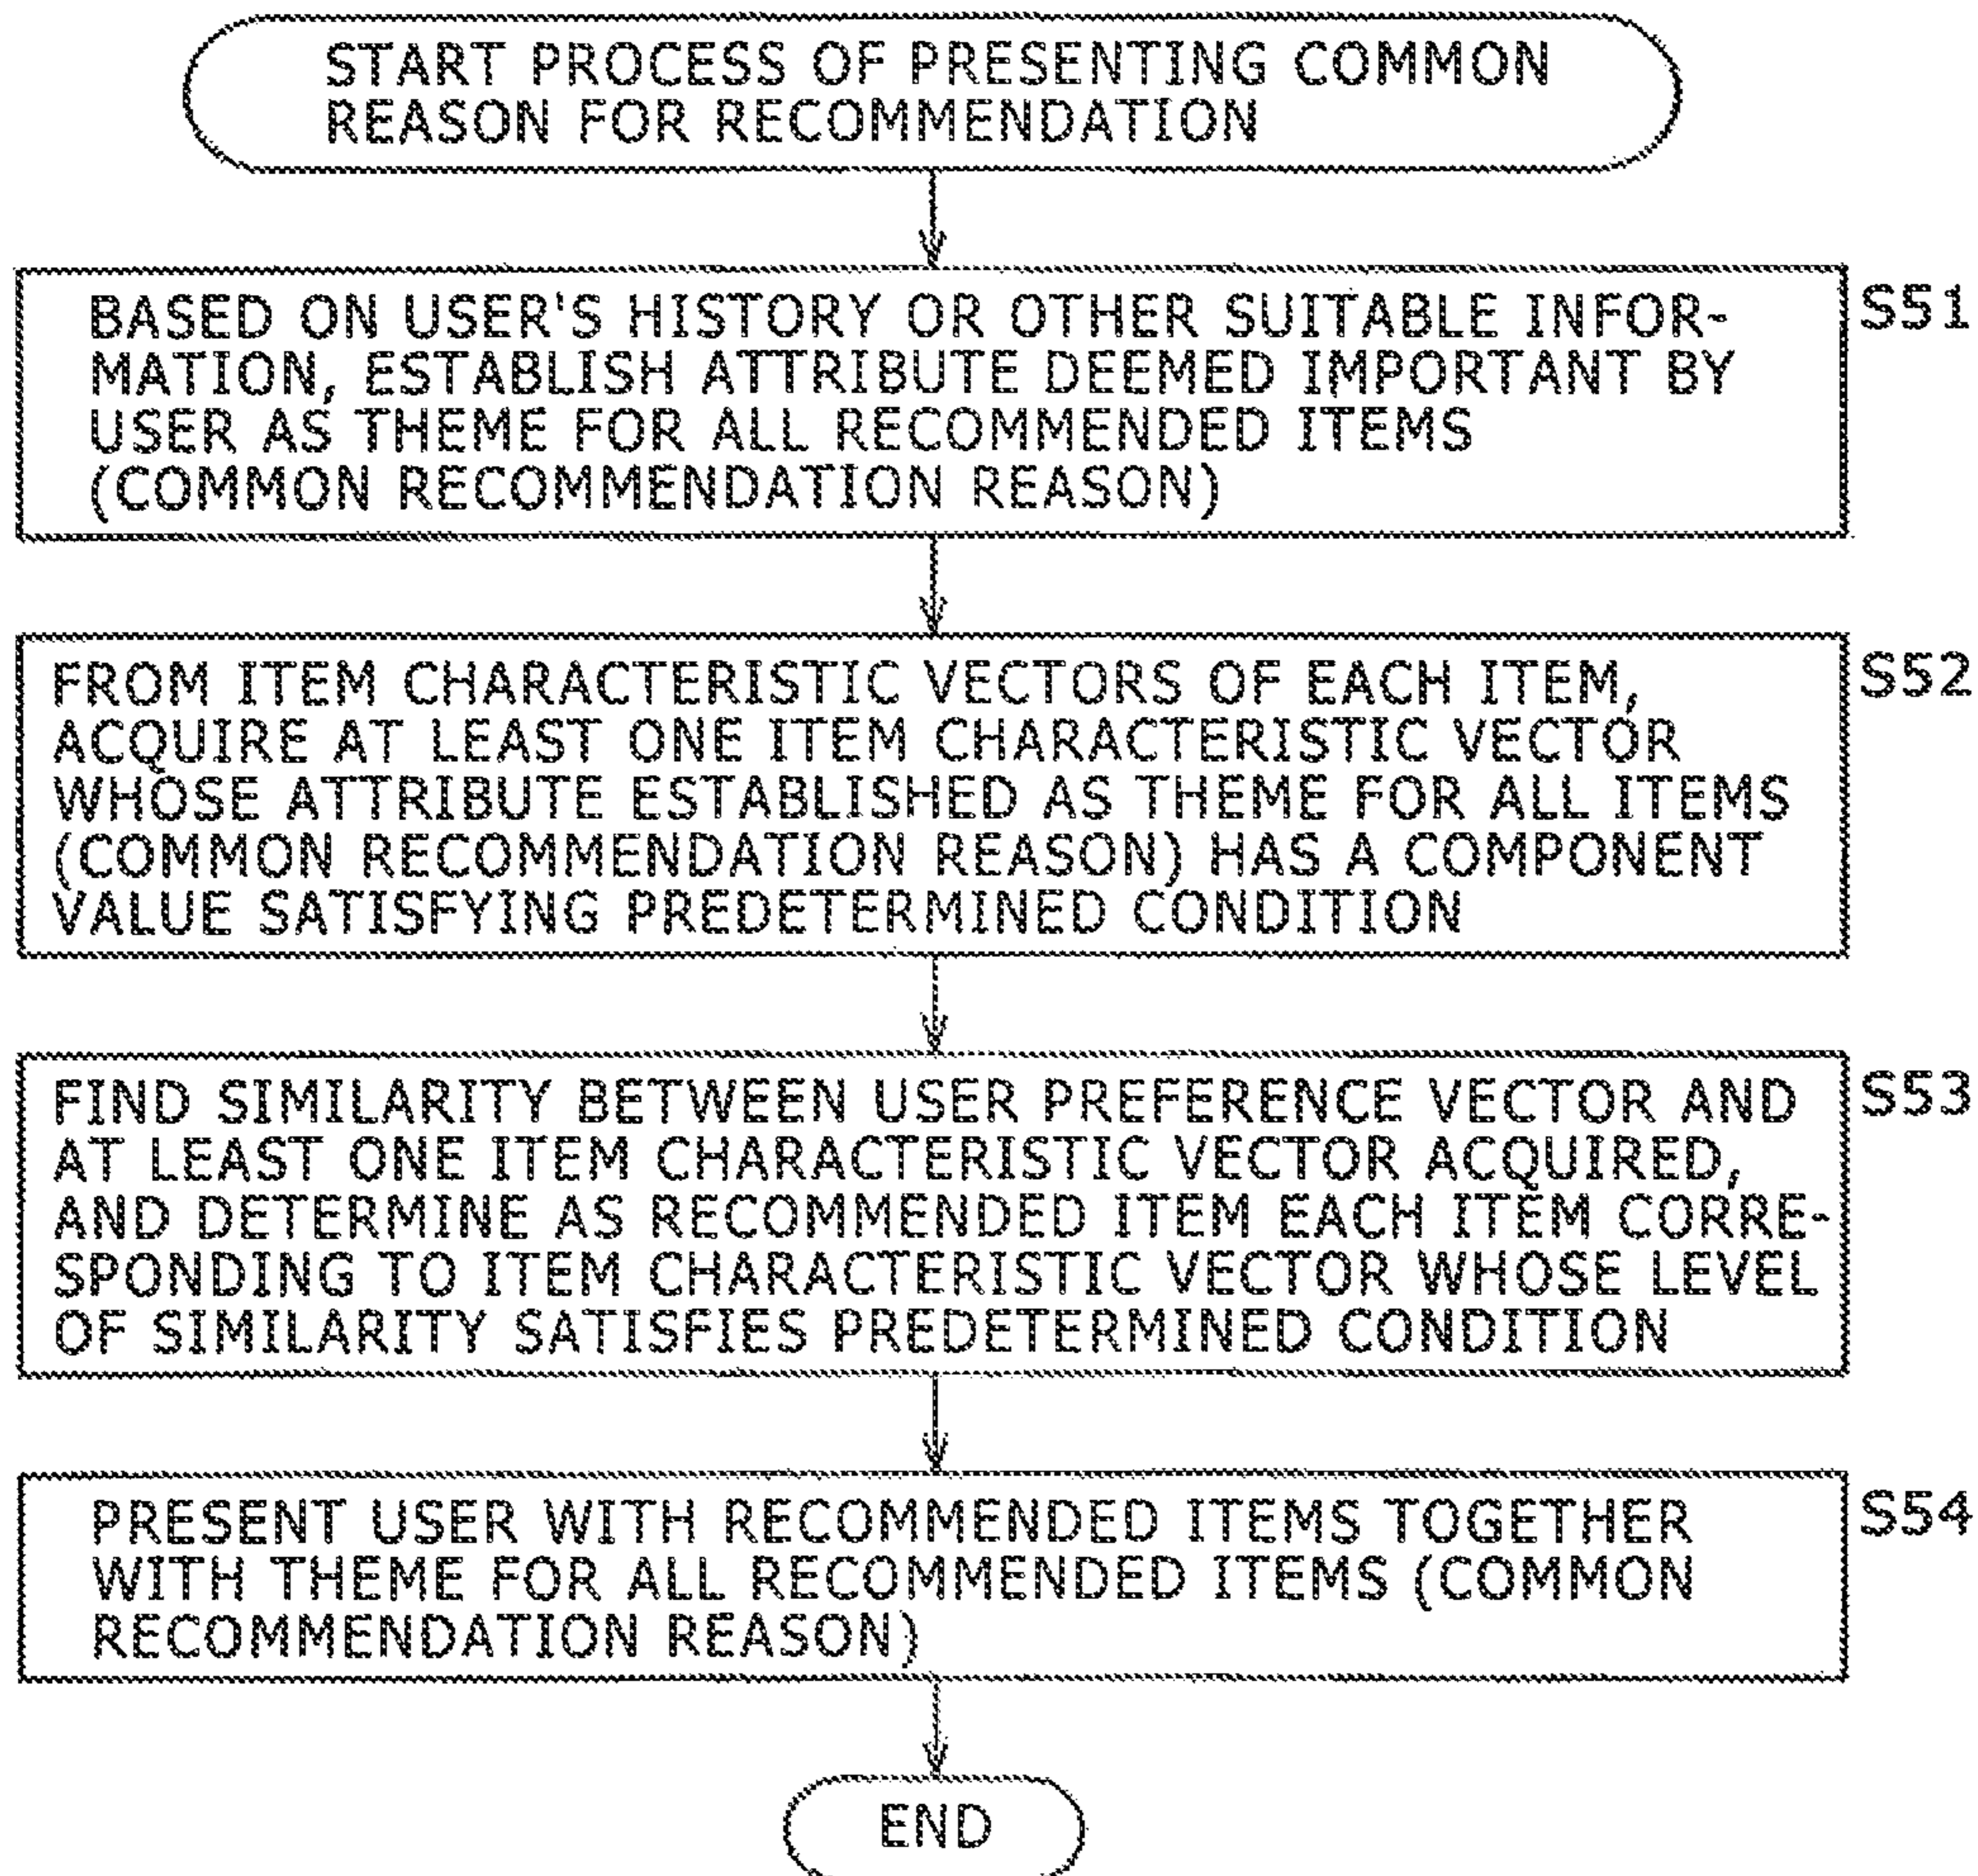 START PROCESS OF PRESENTING COMMON
REASON FOR RECOMMENDATION
S51
BASED ON USER'S HISTORY OR OTHER SUITABLE INFOR-
MATION, ESTABLISH ATTRIBUTE DEEMED IMPORTANT BY
USER AS THEME FOR ALL RECOMMENDED ITEMS
(COMMON RECOMMENDATION REASON)
S52
FROM ITEM CHARACTERISTIC VECTORS OF EACH ITEM,
ACQUIRE AT LEAST ONE ITEM CHARACTERISTIC VECTOR
WHOSE ATTRIBUTE ESTABLISHED AS THEME FOR ALL ITEMS
(COMMON RECOMMENDATION REASON) HAS A COMPONENT
VALUE SATISFYING PREDETERMINED CONDITION
S53
FIND SIMILARITY BETWEEN USER PREFERENCE VECTOR AND
AT LEAST ONE ITEM CHARACTERISTIC VECTOR ACQUIRED,
AND DETERMINE AS RECOMMENDED ITEM EACH ITEM CORRE-
SPONDING TO ITEM CHARACTERISTIC VECTOR WHOSE LEVEL
OF SIMILARITY SATISFIES PREDETERMINED CONDITION
S54
PRESENT USER WITH RECOMMENDED ITEMS TOGETHER
WITH THEME FOR ALL RECOMMENDED ITEMS (COMMON
RECOMMENDATION REASON)
END